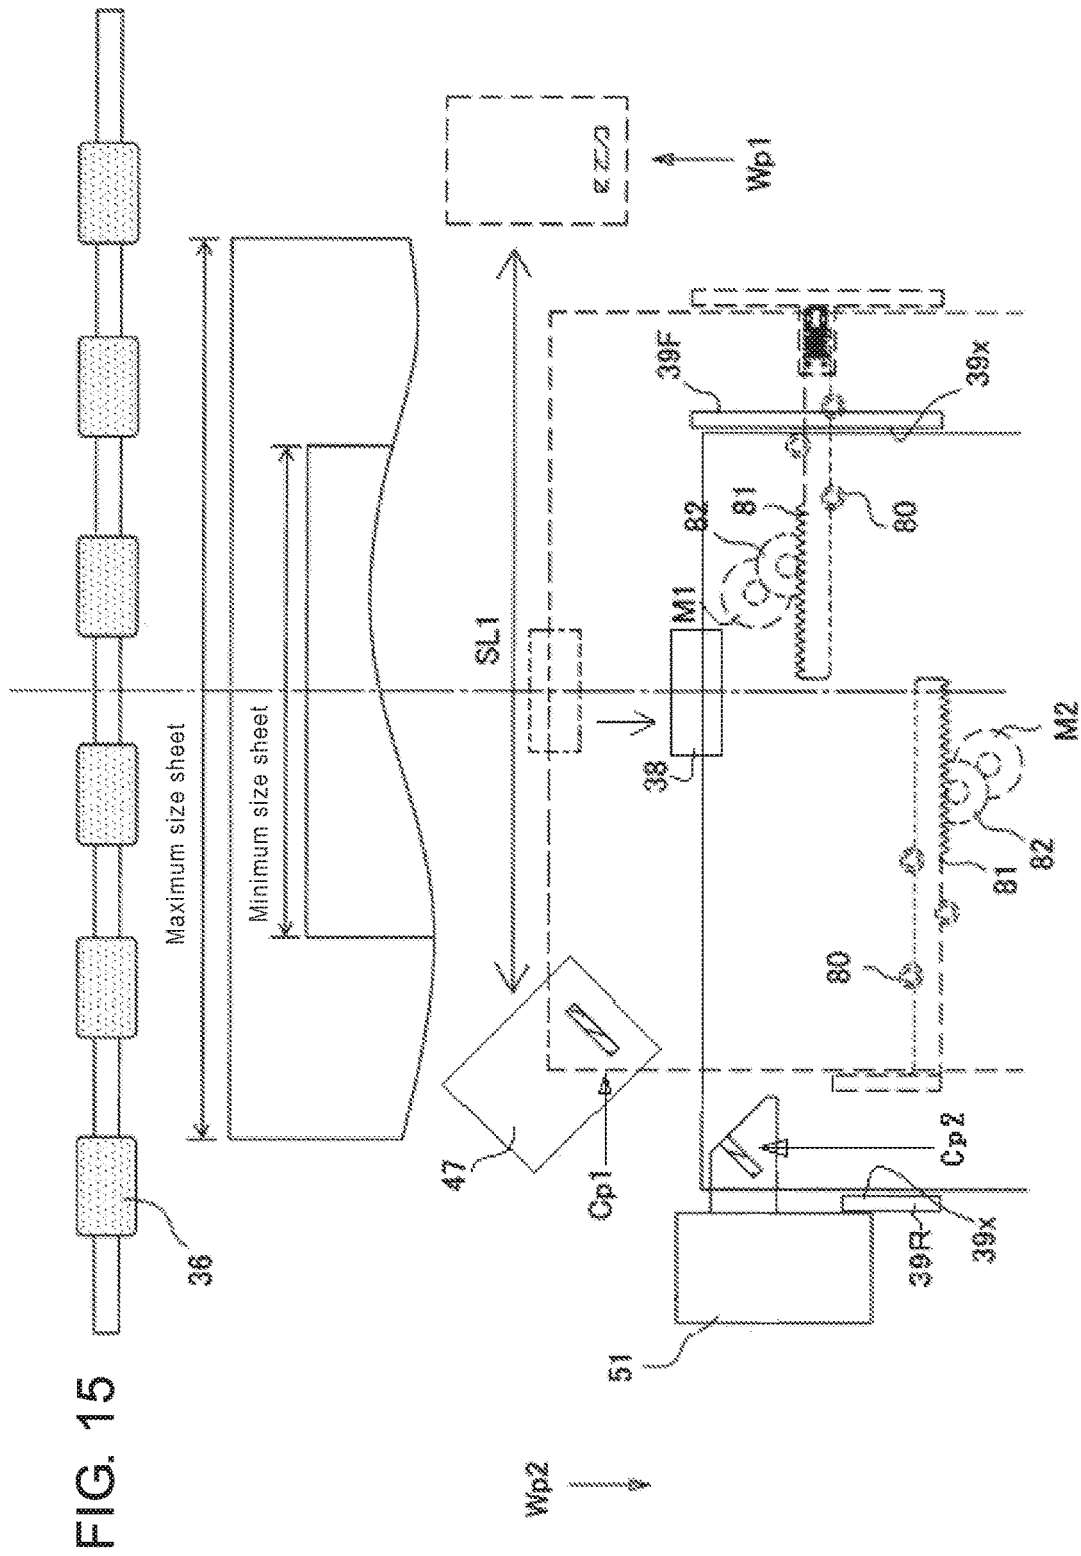 FIG. 15
36
Maximum size sheet
Minimum size sheet
Wp2
SL1
47
Cp1
Wp1
51
38
M1
82
81
39F
39x
80
Cp2
39R
39x
80
81
82
M2